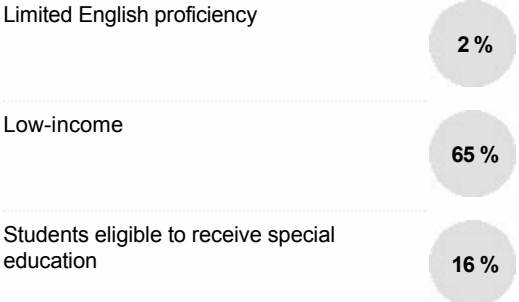 Limited English proficiency
2 %
Low-income
65 %
Students eligible to receive special
education
16 %